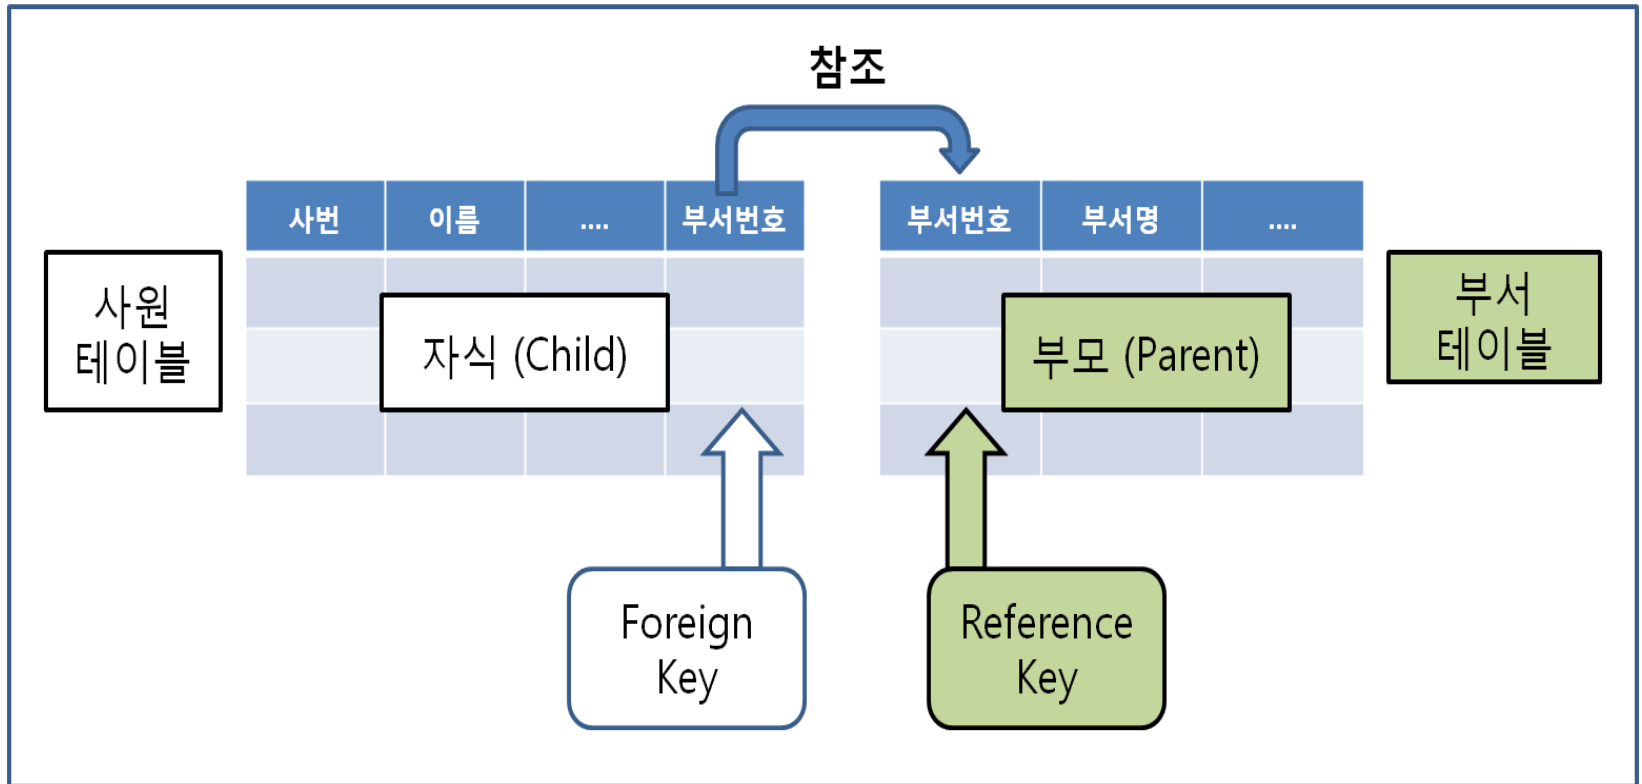 참조
사번 이름 .... 부서번호
부서번호 부서명 ....
사원
테이블
자식 (Child)
부모 (Parent)
부서
테이블
Foreign
Key
Reference
Key